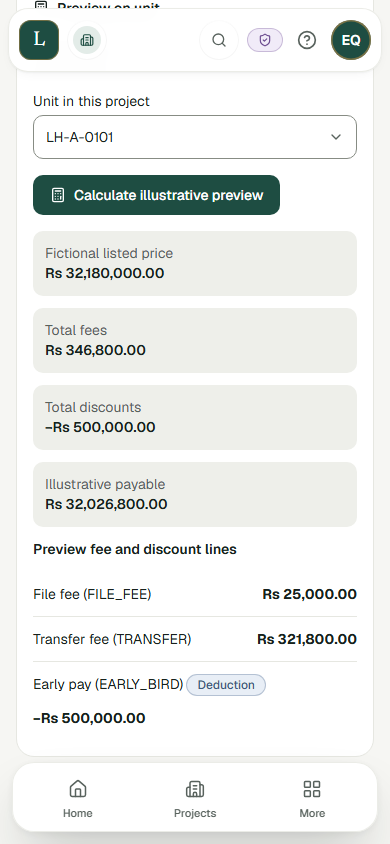 Preview on unit
L
EQ
Unit in this project
LH-A-0101
Calculate illustrative preview
Fictional listed price
Rs 32,180,000.00
Total fees
Rs 346,800.00
Total discounts
−Rs 500,000.00
Illustrative payable
Rs 32,026,800.00
Preview fee and discount lines
File fee (FILE_FEE) Rs 25,000.00
Transfer fee (TRANSFER) Rs 321,800.00
Early pay (EARLY_BIRD) Deduction
−Rs 500,000.00
Home Projects More